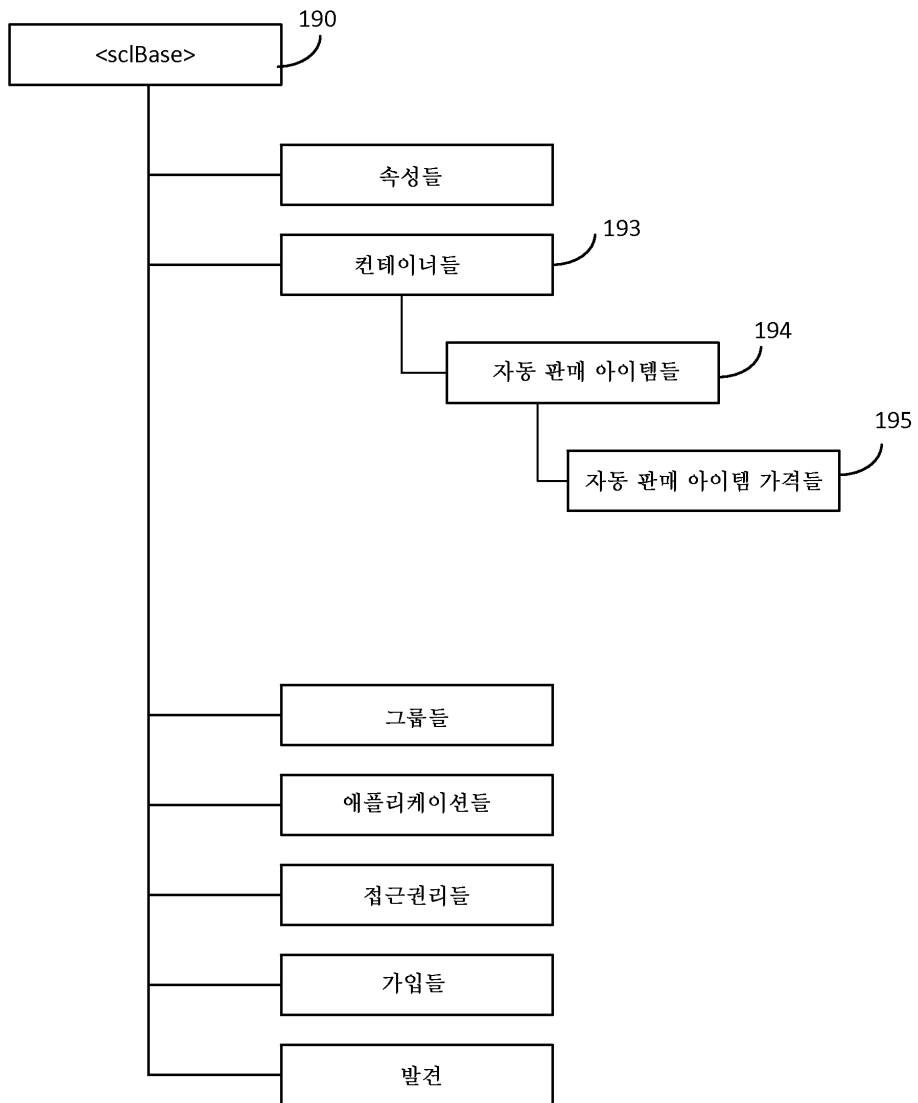 190
<sclBase>
속성들
193
컨테이너들
194
자동 판매 아이템들
195
자동 판매 아이템 가격들
그룹들
애플리케이션들
접근권리들
가입들
발견